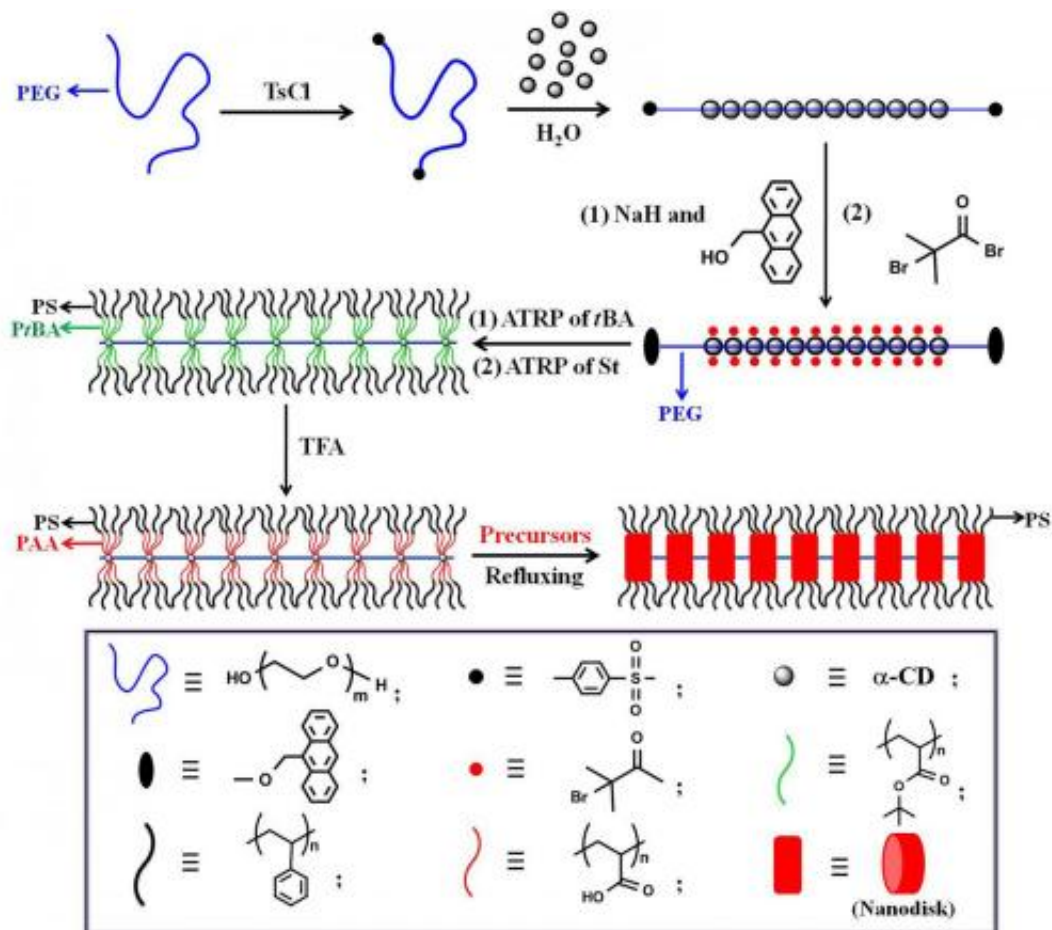 PEG
TsCl
H2O
(1) NaH and
HO
(2)
O
Br
Br
PS
PtBA
(1) ATRP of tBA
(2) ATRP of St
PEG
TFA
PS
PAA
Precursors
Refluxing
PS
≡ HO ( O ) m H ;
≡ O S O ;
≡ α-CD ;
≡ O ;
≡ O Br ;
≡ ( ) n O O ;
≡ ( ) n ;
≡ ( ) n HO O ;
≡
(Nanodisk)